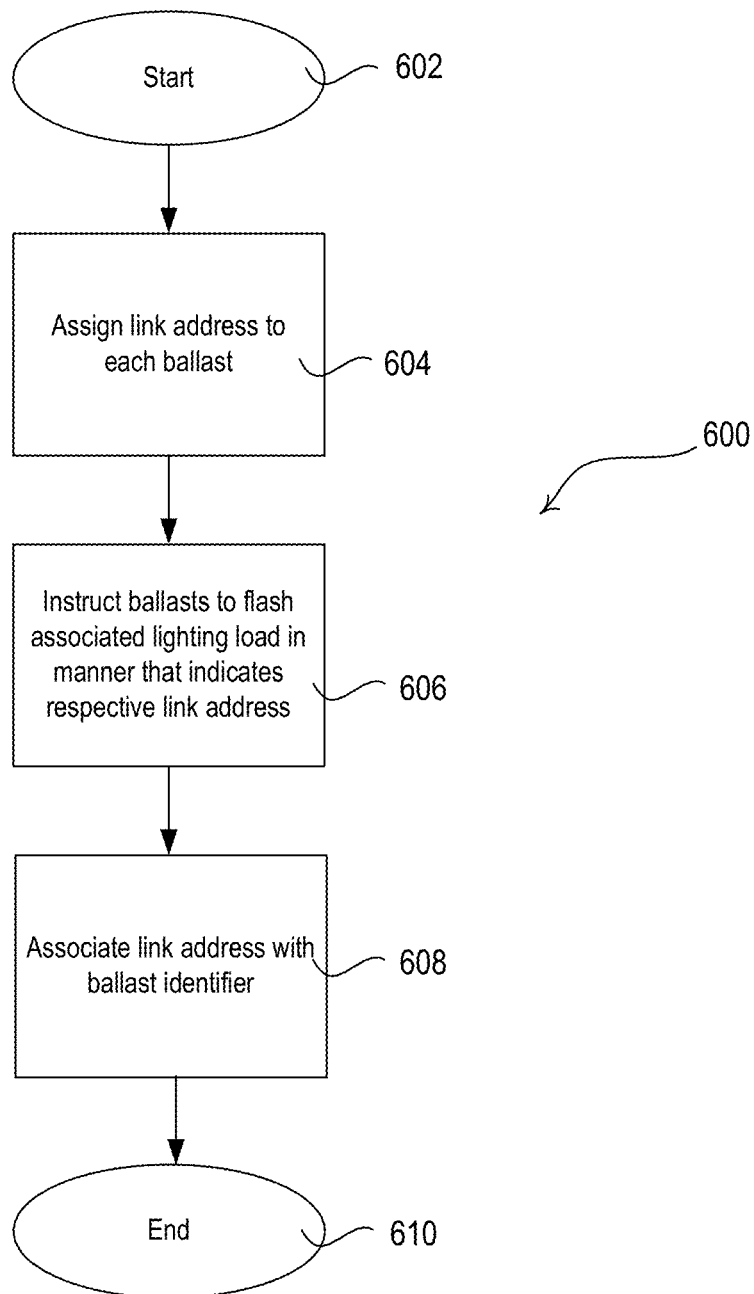 Start
602
Assign link address to
each ballast
604
600
Instruct ballasts to flash
associated lighting load in
manner that indicates
respective link address
606
Associate link address with
ballast identifier
608
End
610